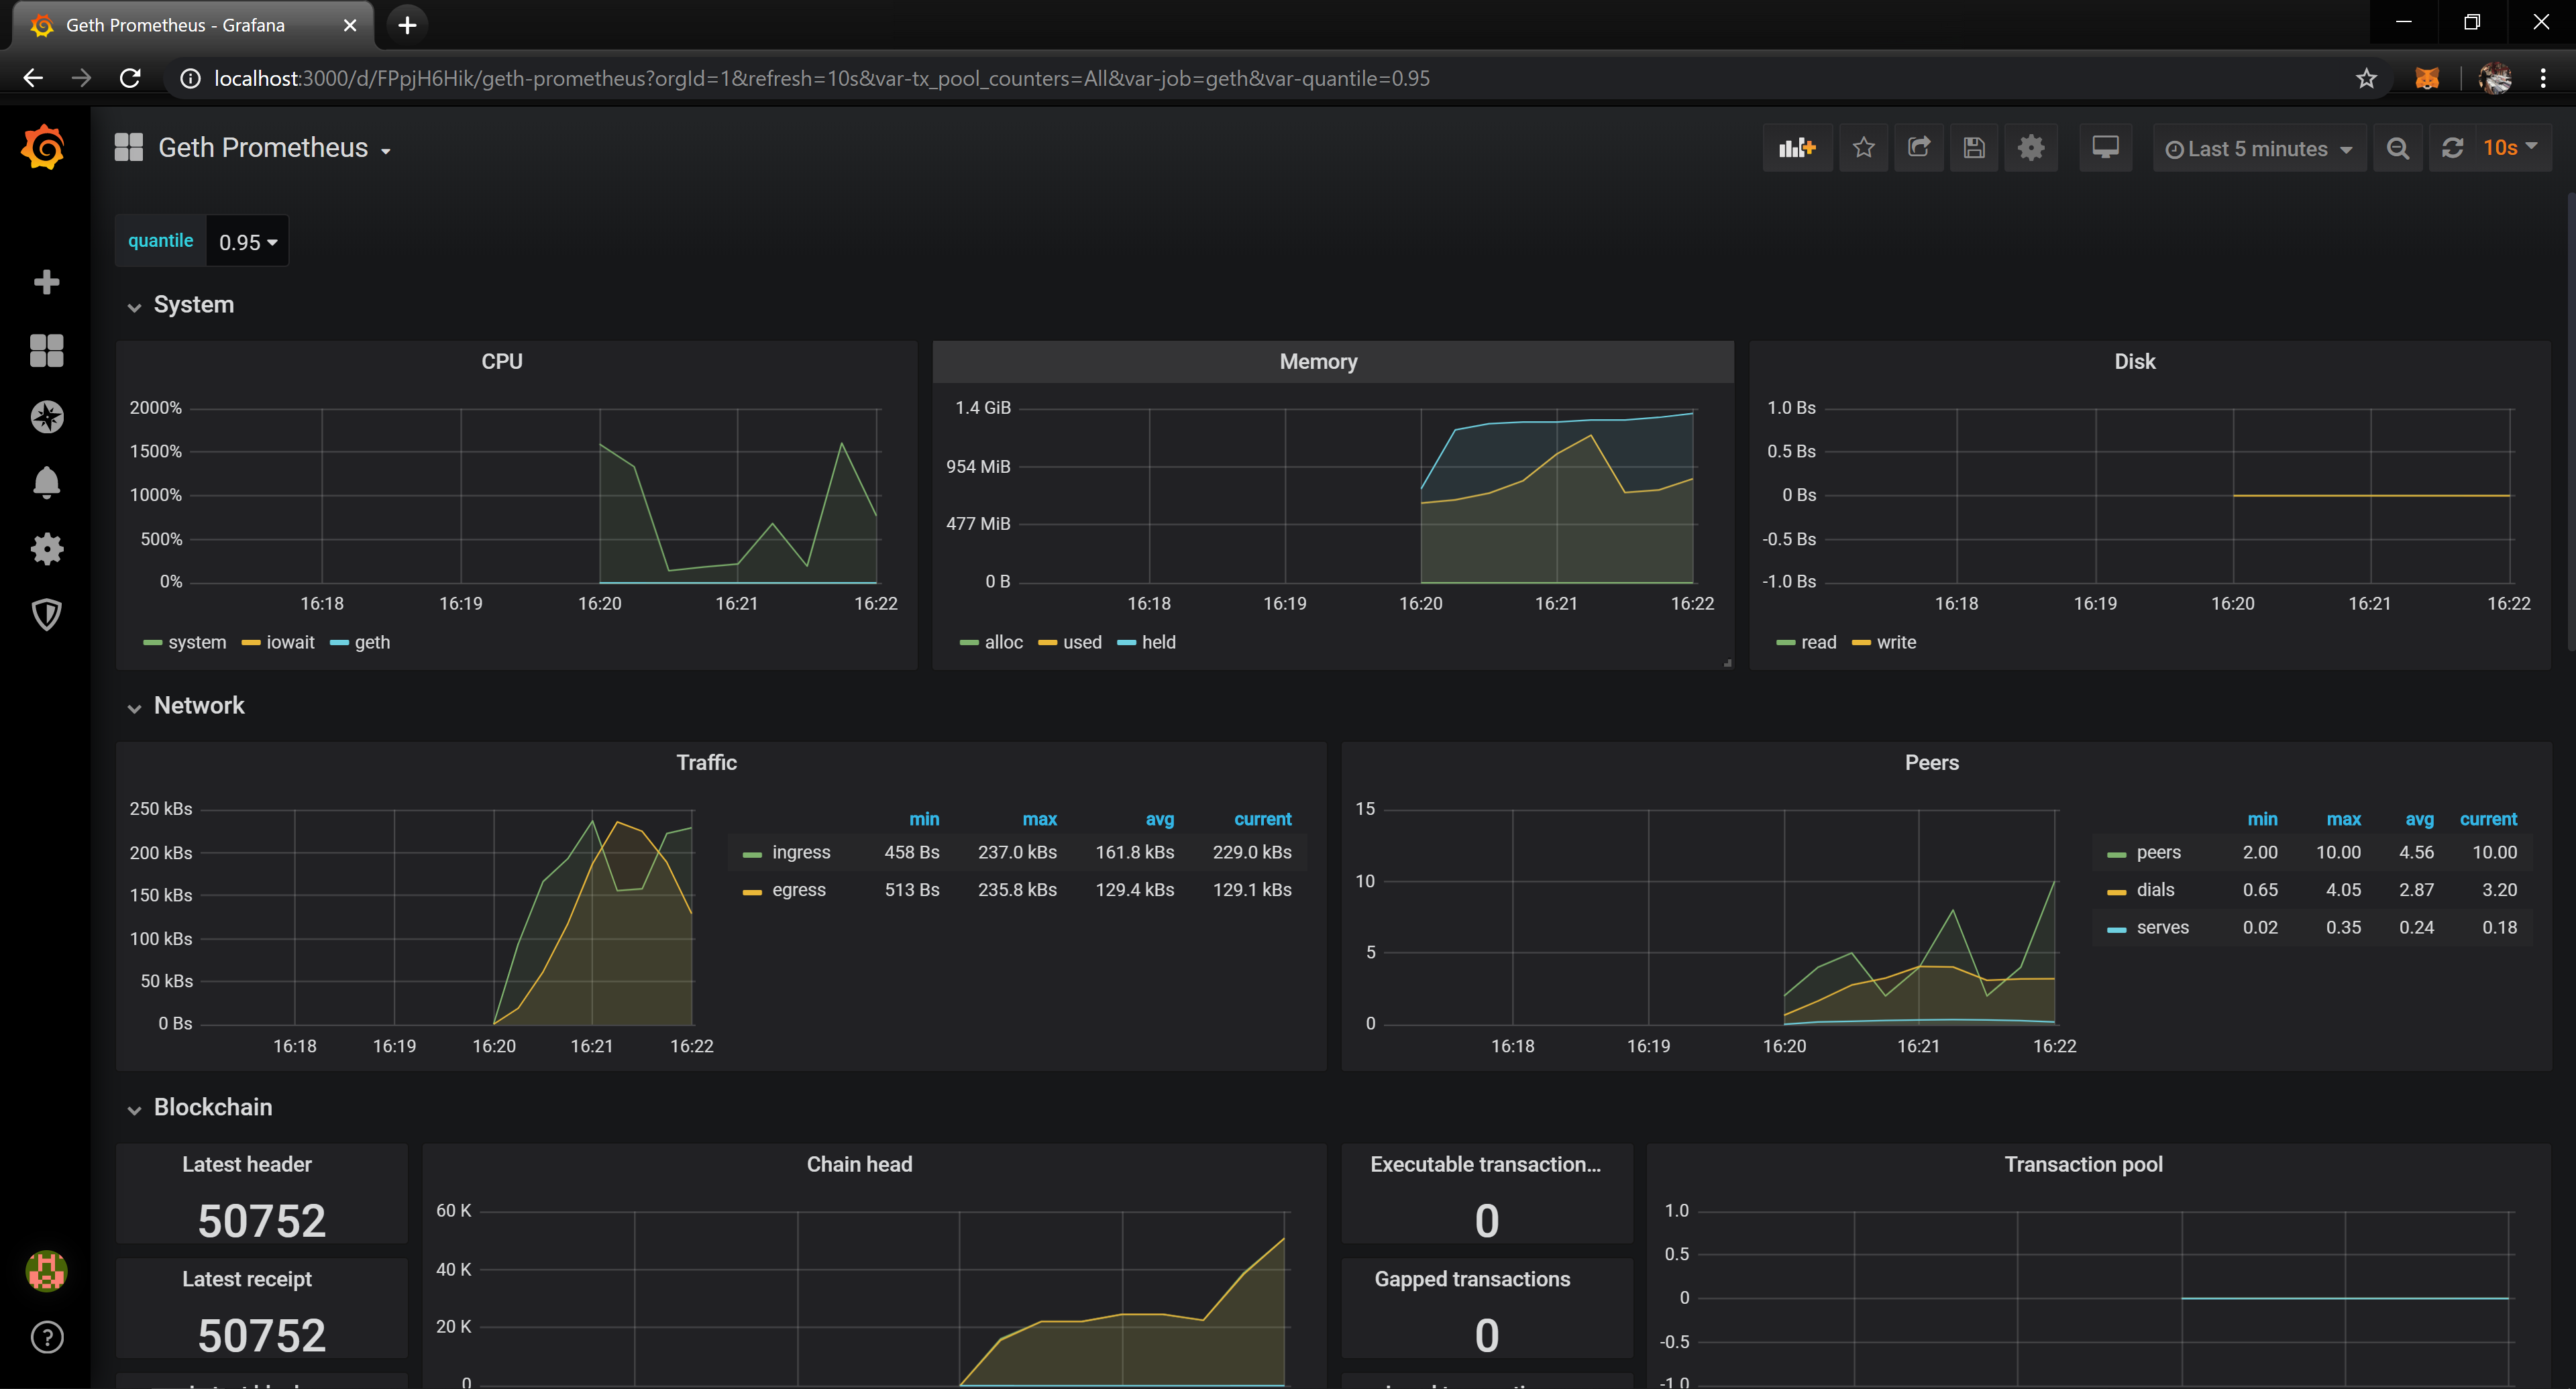 Geth Prometheus - Grafana
localhost:3000/d/FPpjH6Hik/geth-prometheus?orgId=1&refresh=10s&var-tx_pool_counters=All&var-job=geth&var-quantile=0.95
Geth Prometheus
Last 5 minutes
10s
quantile 0.95
System
CPU
2000%
1500%
1000%
500%
0%
16:18 16:19 16:20 16:21 16:22
system iowait geth
Memory
1.4 GiB
954 MiB
477 MiB
0 B
16:18 16:19 16:20 16:21 16:22
alloc used held
Disk
1.0 Bs
0.5 Bs
0 Bs
-0.5 Bs
-1.0 Bs
16:18 16:19 16:20 16:21 16:22
read write
Network
Traffic
250 kBs
200 kBs
150 kBs
100 kBs
50 kBs
0 Bs
16:18 16:19 16:20 16:21 16:22
min max avg current
ingress 458 Bs 237.0 kBs 161.8 kBs 229.0 kBs
egress 513 Bs 235.8 kBs 129.4 kBs 129.1 kBs
Peers
15
10
5
0
16:18 16:19 16:20 16:21 16:22
min max avg current
peers 2.00 10.00 4.56 10.00
dials 0.65 4.05 2.87 3.20
serves 0.02 0.35 0.24 0.18
Blockchain
Latest header
50752
Latest receipt
50752
Chain head
60 K
40 K
20 K
0
Executable transaction...
0
Gapped transactions
0
Transaction pool
1.0
0.5
0
-0.5
-1.0